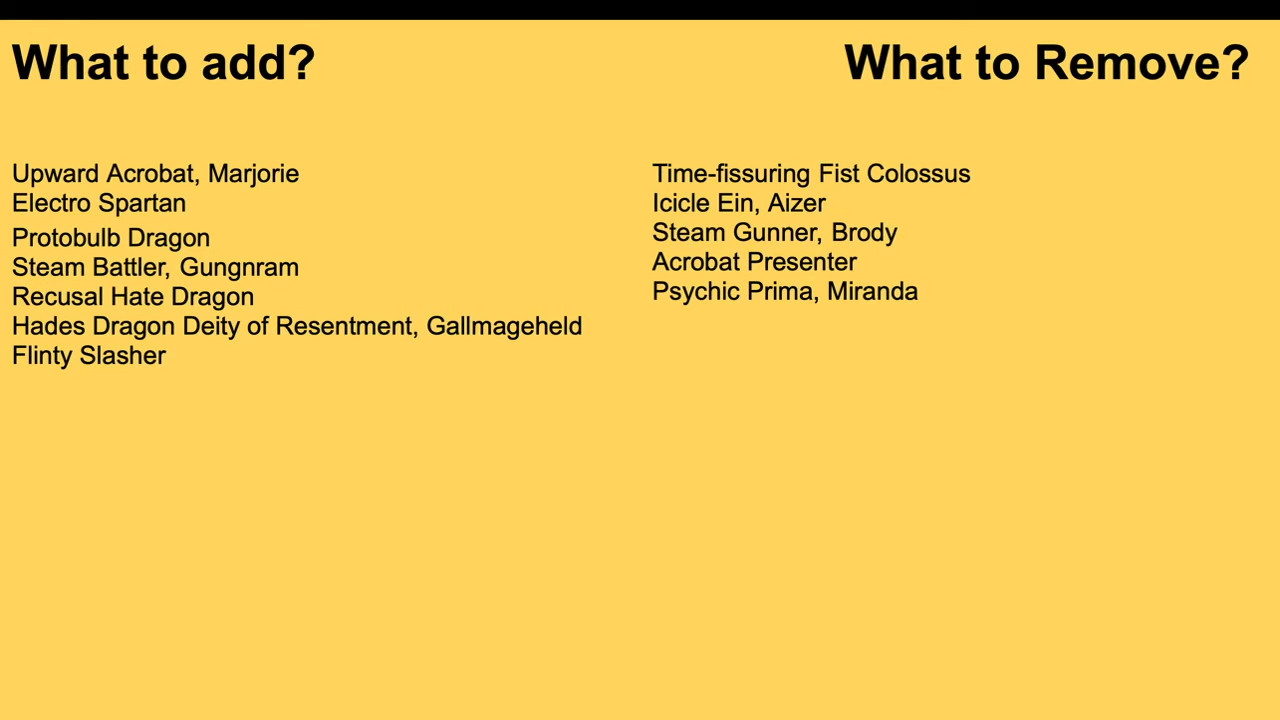 What to add?
What to Remove?
Upward Acrobat, Marjorie
Electro Spartan
Protobulb Dragon
Steam Battler, Gungnram
Recusal Hate Dragon
Hades Dragon Deity of Resentment, Gallmageheld
Flinty Slasher
Time-fissuring Fist Colossus
Icicle Ein, Aizer
Steam Gunner, Brody
Acrobat Presenter
Psychic Prima, Miranda